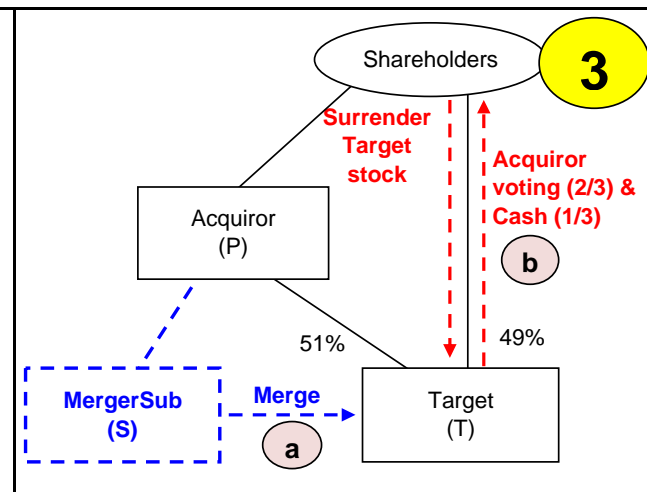 Shareholders
3
Surrender
Target
stock
Acquiror
voting (2/3) &
Cash (1/3)
b
Acquiror
(P)
51%
49%
MergerSub
(S)
Merge
a
Target
(T)